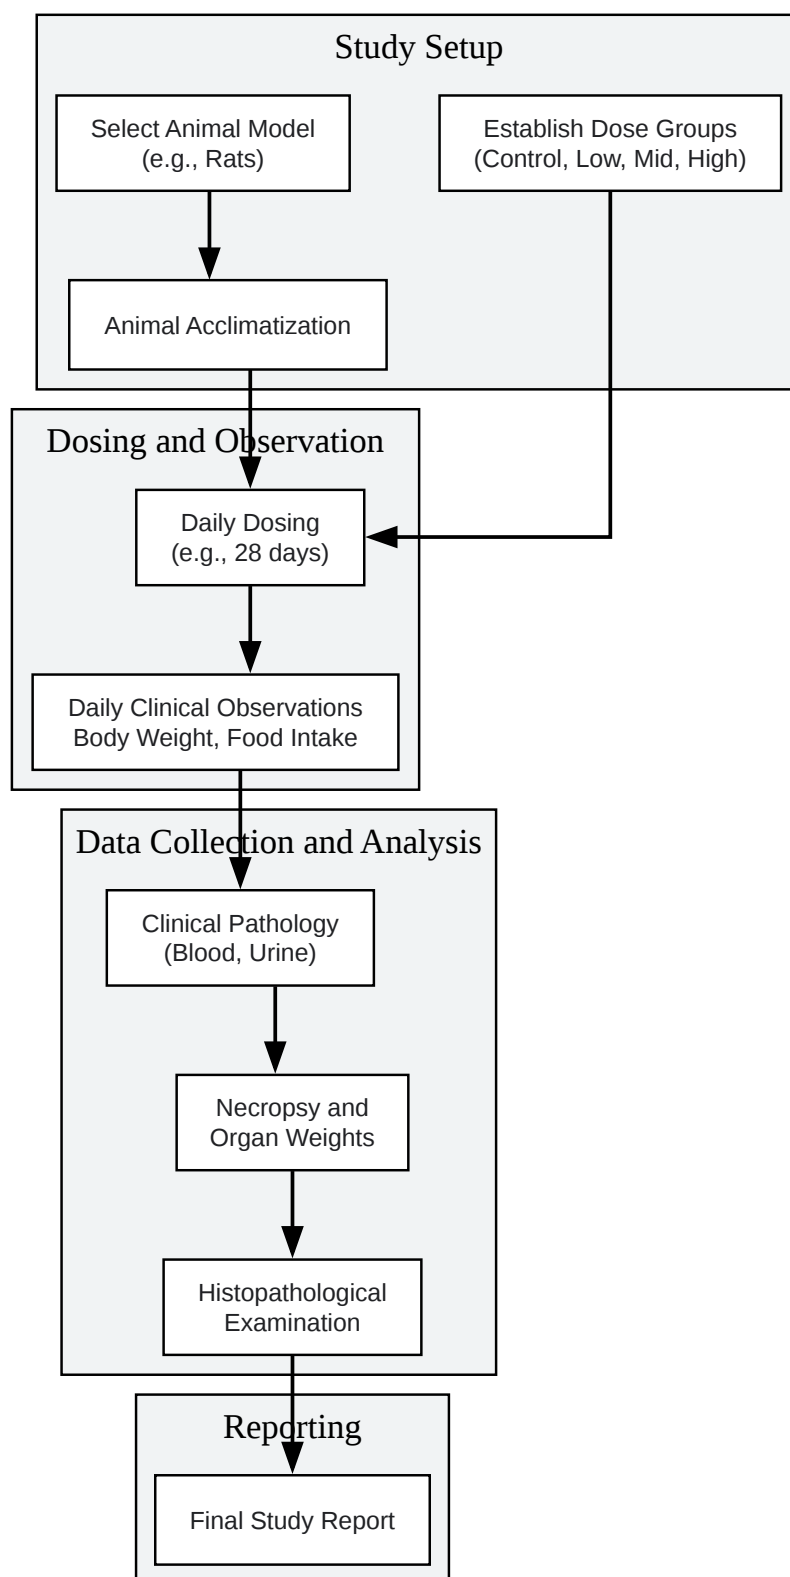 Study Setup
Select Animal Model
(e.g., Rats)
Establish Dose Groups
(Control, Low, Mid, High)
Animal Acclimatization
Dosing and Observation
Daily Dosing
(e.g., 28 days)
Daily Clinical Observations
Body Weight, Food Intake
Data Collection and Analysis
Clinical Pathology
(Blood, Urine)
Necropsy and
Organ Weights
Histopathological
Examination
Reporting
Final Study Report